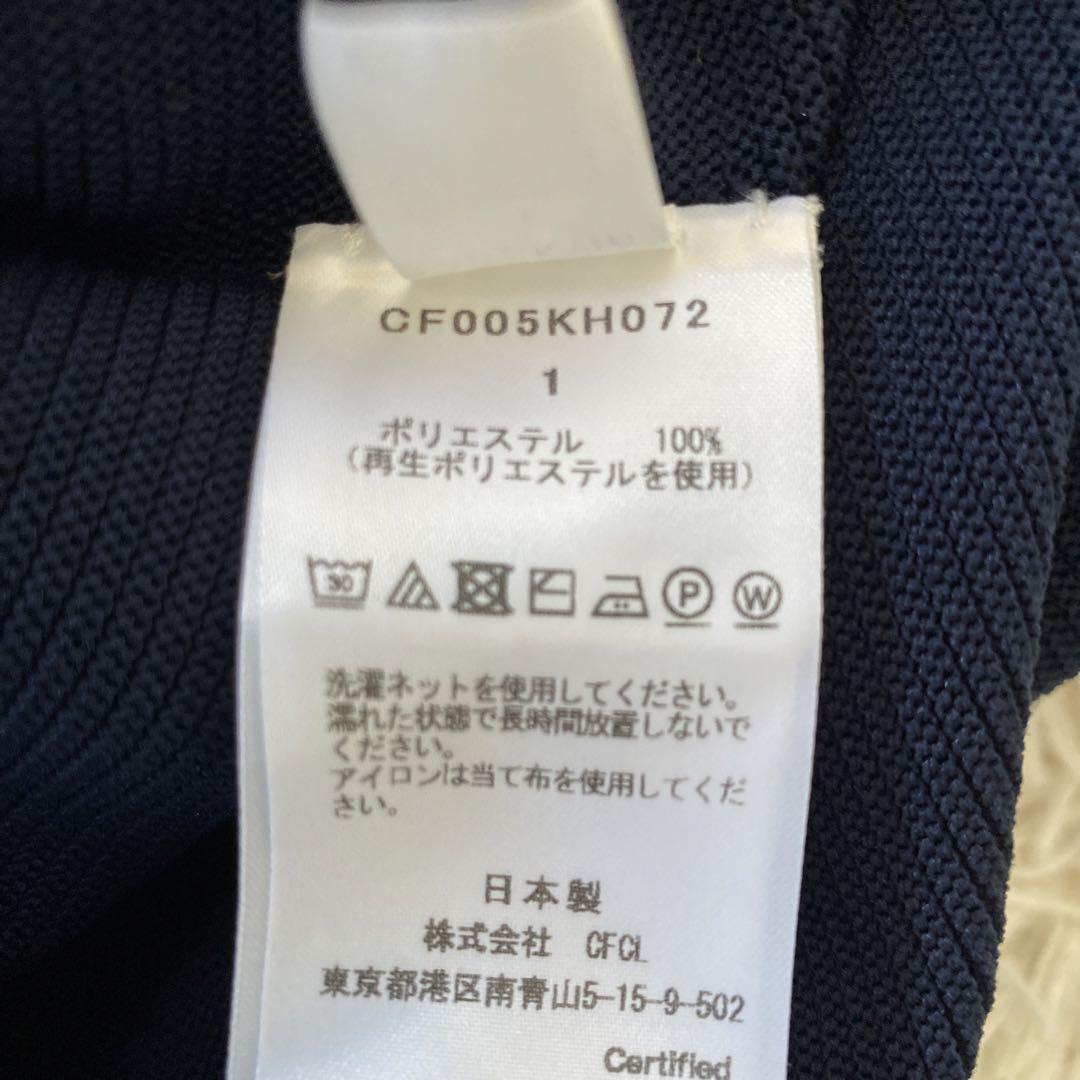 CF005KH072
1
ポリエステル 100%
(再生ポリエステルを使用)
30 P W
洗濯ネットを使用してください。
濡れた状態で長時間放置しないで
ください。
アイロンは当て布を使用してくだ
さい。
日本製
株式会社 CFCL
東京都港区南青山5-15-9-502
Certified